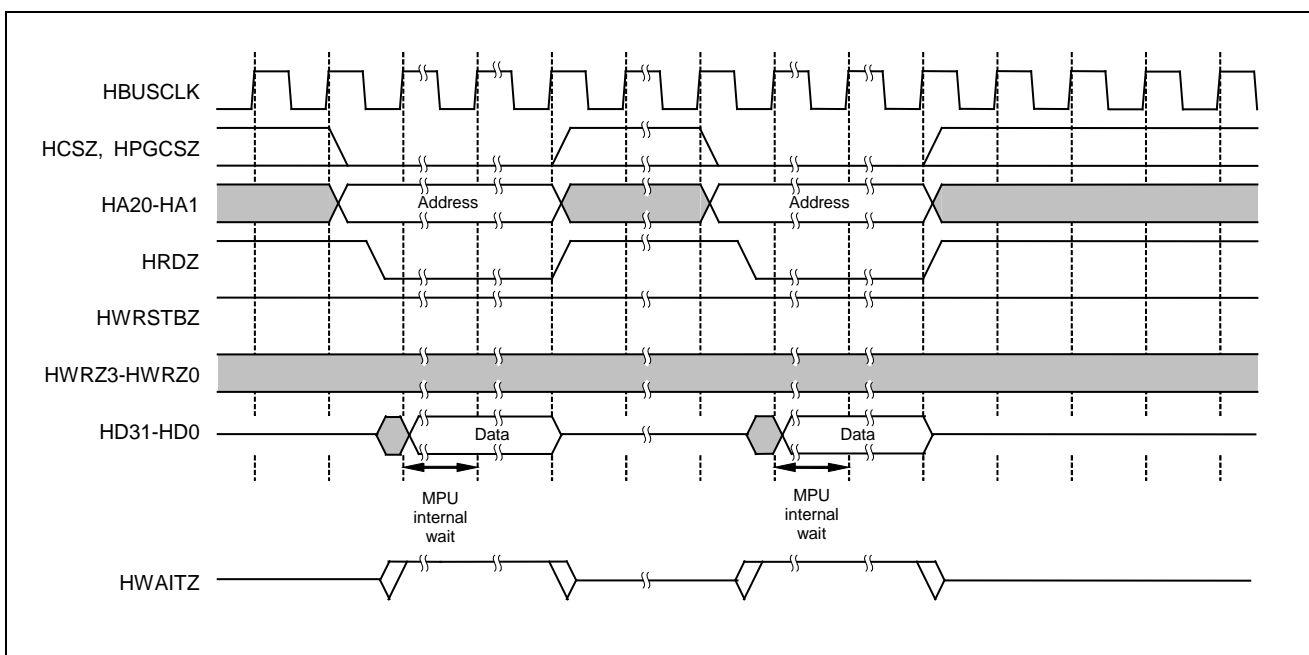 HBUSCLK
HCSZ, HPGCSZ
HA20-HA1
Address
Address
HRDZ
HWRSTBZ
HWRZ3-HWRZ0
HD31-HD0
Data
Data
MPU
internal
wait
MPU
internal
wait
HWAITZ